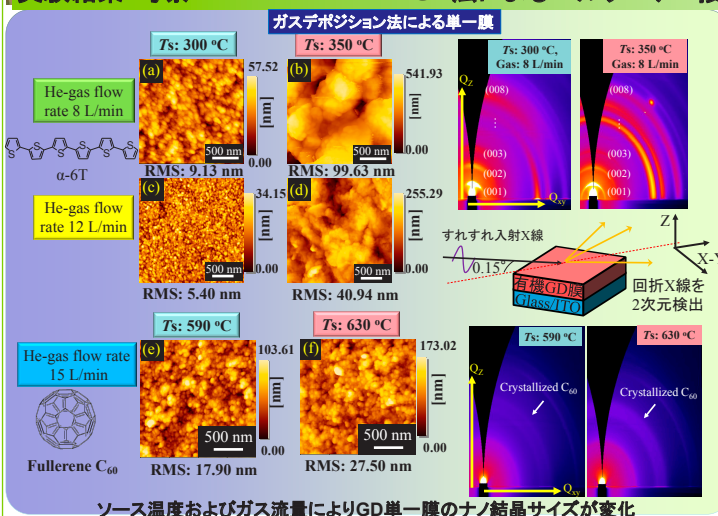 ガスデポジション法による単一膜
Ts: 300 °C
Ts: 350 °C
He-gas flow
rate 8 L/min
α-6T
(a)
57.52
[nm]
0.00
500 nm
RMS: 9.13 nm
(b)
541.93
[nm]
0.00
500 nm
RMS: 99.63 nm
He-gas flow
rate 12 L/min
(c)
34.15
[nm]
0.00
500 nm
RMS: 5.40 nm
(d)
255.29
[nm]
0.00
500 nm
RMS: 40.94 nm
Ts: 300 °C,
Gas: 8 L/min
QZ
(008)
⋮
(003)
(002)
(001)
Qxy
Ts: 350 °C
Gas: 8 L/min
(008)
⋮
(003)
(002)
(001)
すれすれ入射X線
0.15°
有機GD膜
Glass/ITO
Z
X-Y
回折X線を
2次元検出
Ts: 590 °C
Ts: 630 °C
He-gas flow rate
15 L/min
Fullerene C60
(e)
103.61
[nm]
0.00
500 nm
RMS: 17.90 nm
(f)
173.02
[nm]
0.00
500 nm
RMS: 27.50 nm
Ts: 590 °C
QZ
Crystallized C60
Qxy
Ts: 630 °C
Crystallized C60
ソース温度およびガス流量によりGD単一膜のナノ結晶サイズが変化